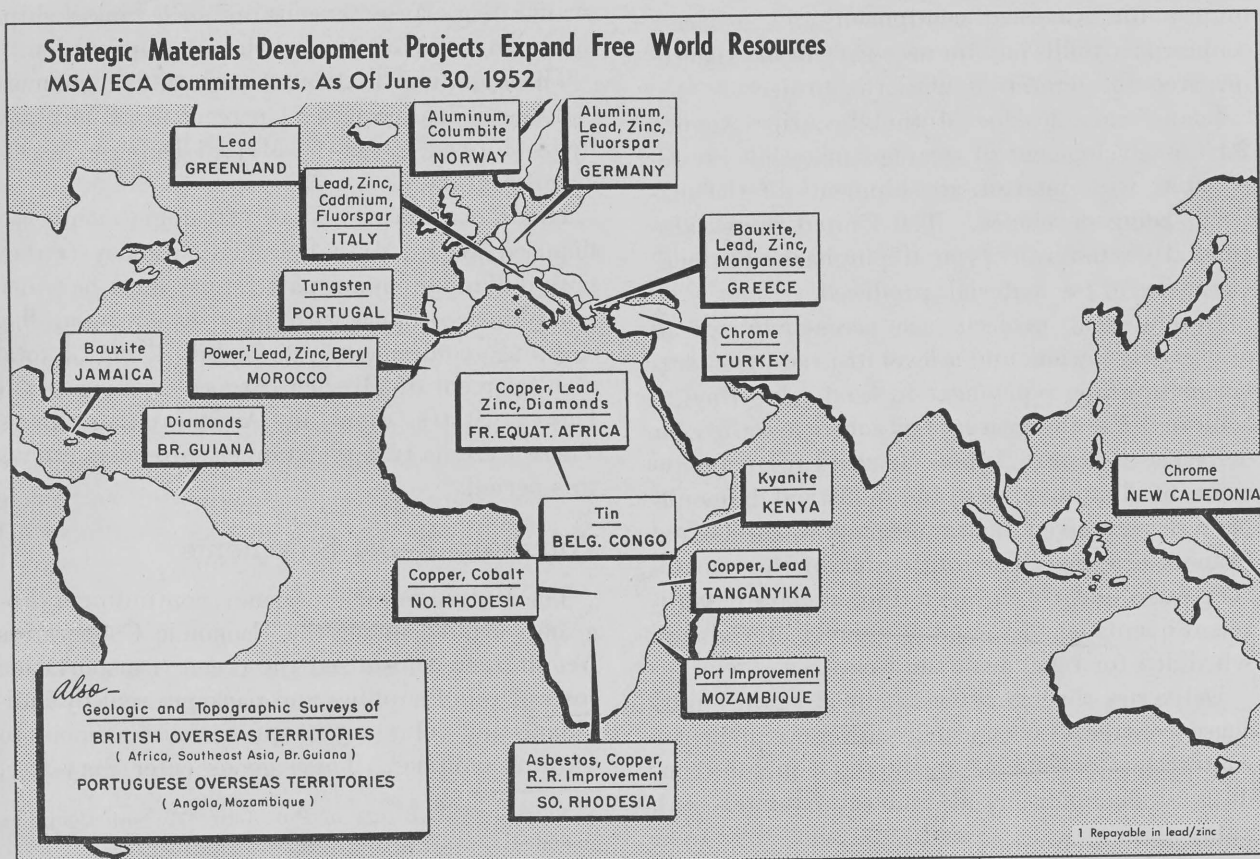 Strategic Materials Development Projects Expand Free World Resources
MSA/ECA Commitments, As Of June 30, 1952
Lead
GREENLAND
Aluminum,
Columbite
NORWAY
Aluminum,
Lead, Zinc,
Fluorspar
GERMANY
Lead, Zinc,
Cadmium,
Fluorspar
ITALY
Bauxite,
Lead, Zinc,
Manganese
GREECE
Tungsten
PORTUGAL
Chrome
TURKEY
Bauxite
JAMAICA
Power,¹ Lead, Zinc, Beryl
MOROCCO
Copper, Lead,
Zinc, Diamonds
FR. EQUAT. AFRICA
Diamonds
BR. GUIANA
Kyanite
KENYA
Chrome
NEW CALEDONIA
Tin
BELG. CONGO
Copper, Cobalt
NO. RHODESIA
Copper, Lead
TANGANYIKA
Port Improvement
MOZAMBIQUE
Asbestos, Copper,
R. R. Improvement
SO. RHODESIA
Also-
Geologic and Topographic Surveys of
BRITISH OVERSEAS TERRITORIES
( Africa, Southeast Asia, Br. Guiana )
PORTUGUESE OVERSEAS TERRITORIES
( Angola, Mozambique )
1 Repayable in lead/zinc